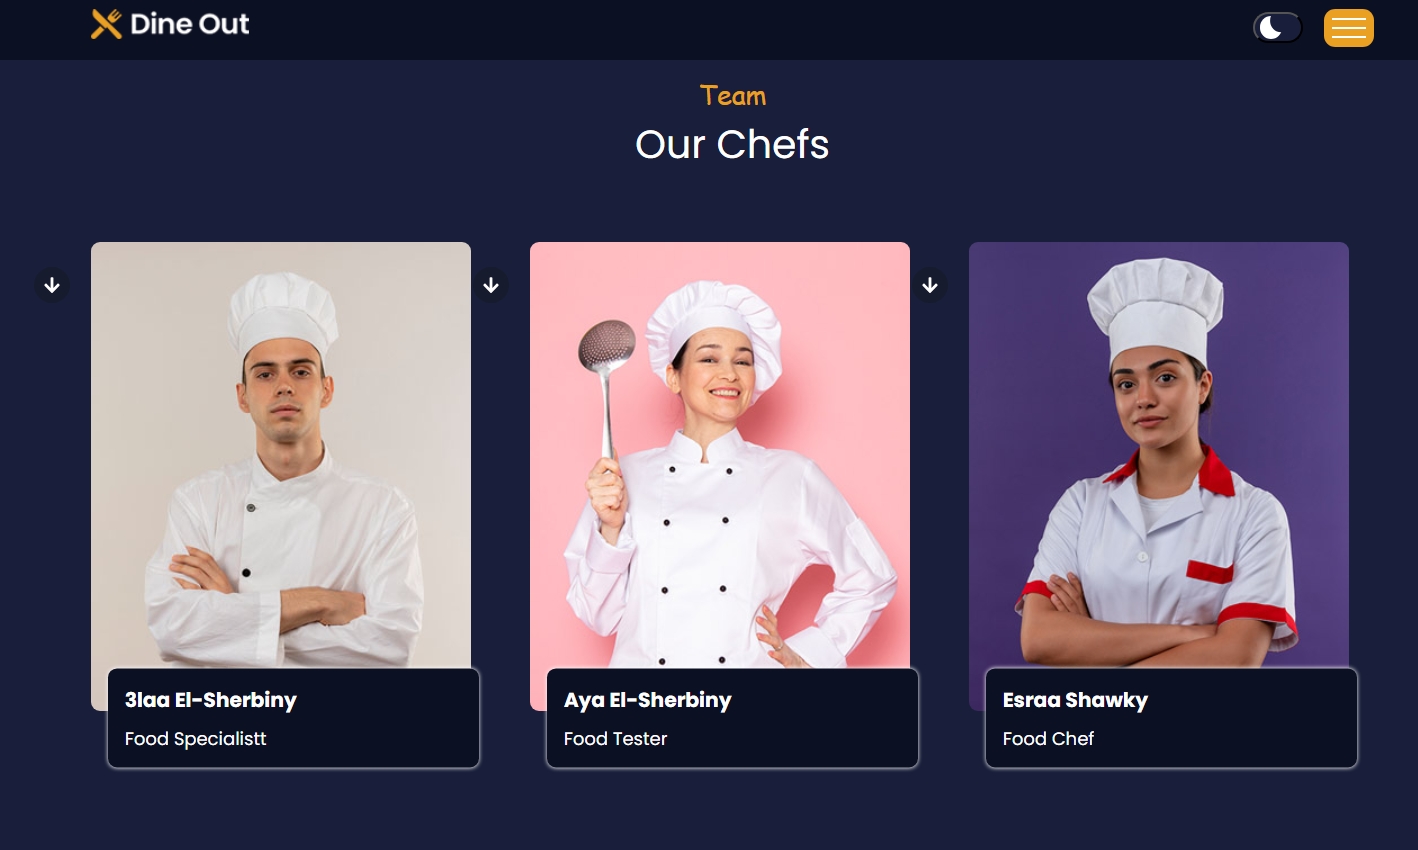 Dine Out
Team
Our Chefs
3laa El-Sherbiny
Food Specialistt
Aya El-Sherbiny
Food Tester
Esraa Shawky
Food Chef